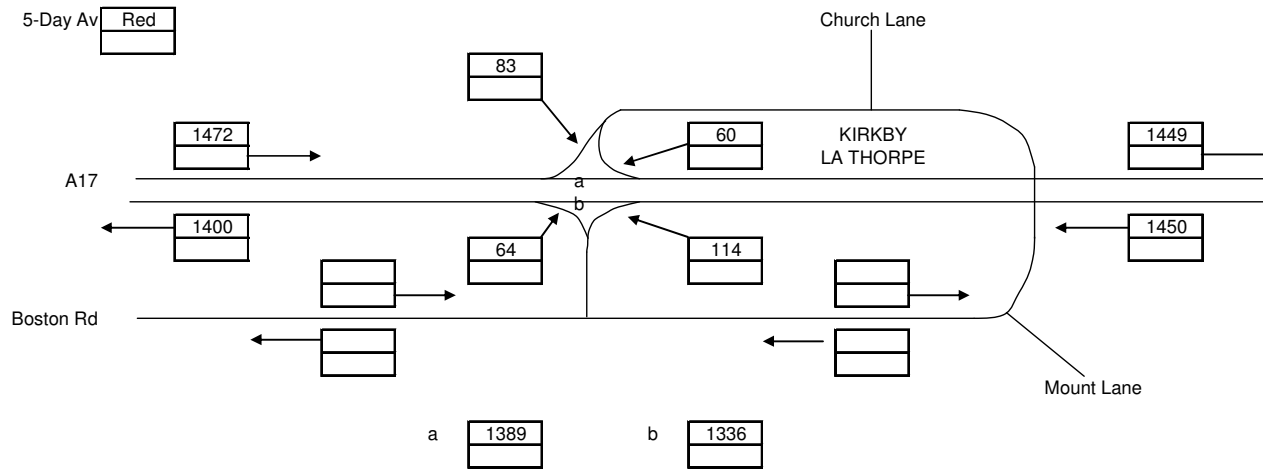 5-Day Av Red
Church Lane
83
1472
60
KIRKBY
LA THORPE
1449
A17
a
b
1400
64
114
1450
Boston Rd
Mount Lane
a 1389 b 1336